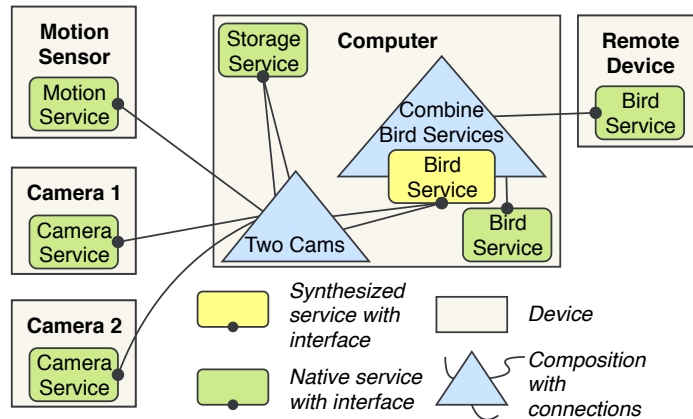 Motion
Sensor
Motion
Service
Camera 1
Camera
Service
Camera 2
Camera
Service
Computer
Storage
Service
Combine
Bird Services
Bird
Service
Bird
Service
Two Cams
Remote
Device
Bird
Service
Synthesized
service with
interface
Native service
with interface
Device
Composition
with
connections